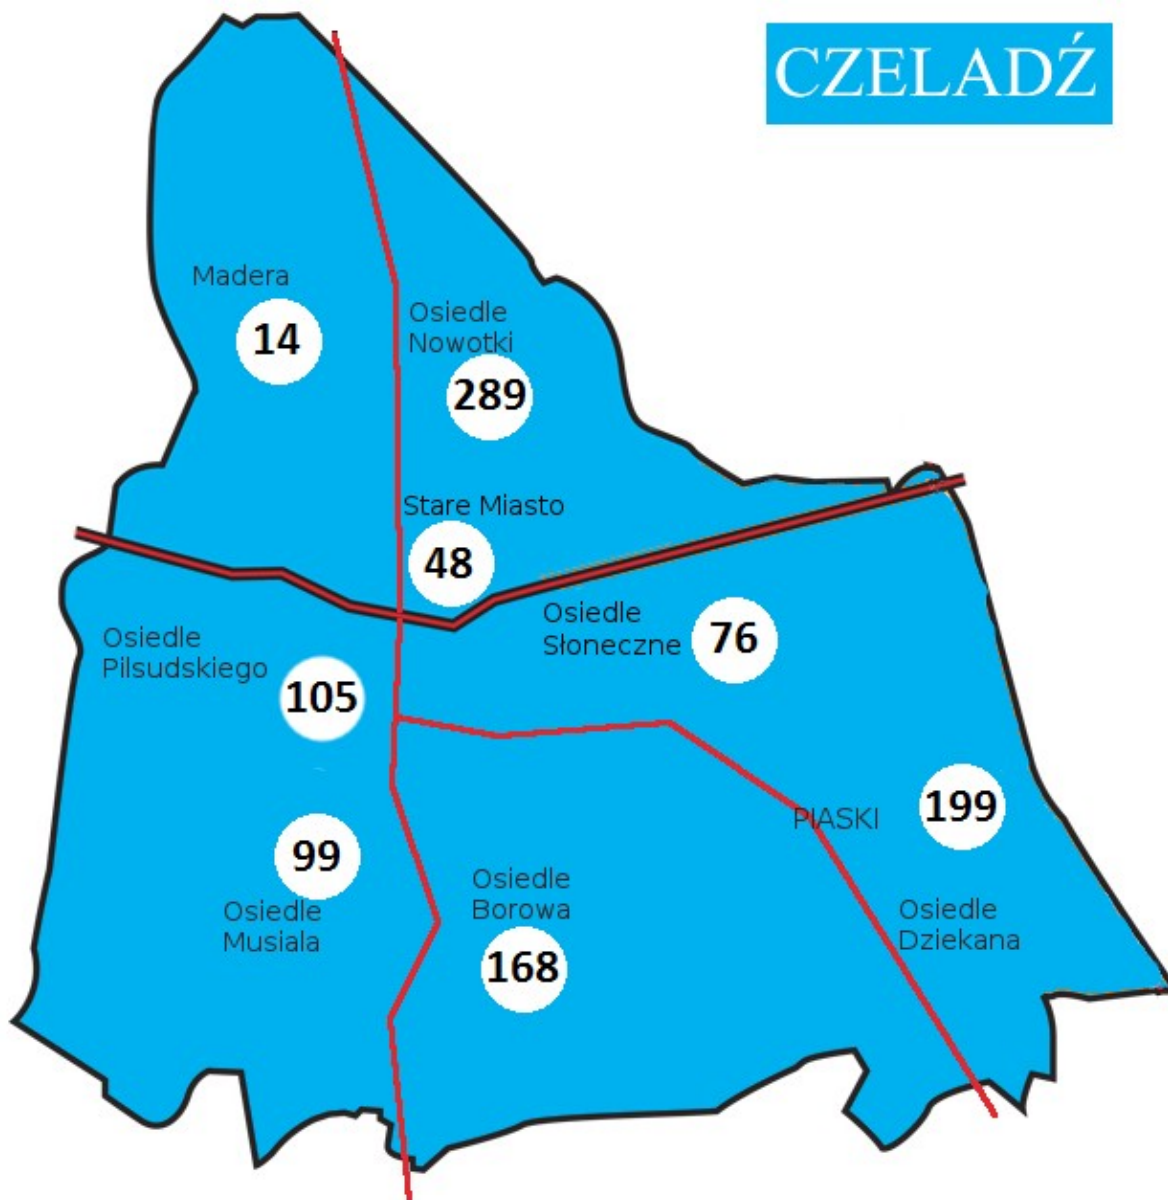 CZELADŹ
Madera
14
Osiedle
Nowotki
289
Stare Miasto
48
Osiedle
Słoneczne
76
Osiedle
Pilsudskiego
105
PIASKI
199
99
Osiedle
Musiala
Osiedle
Borowa
168
Osiedle
Dziekana